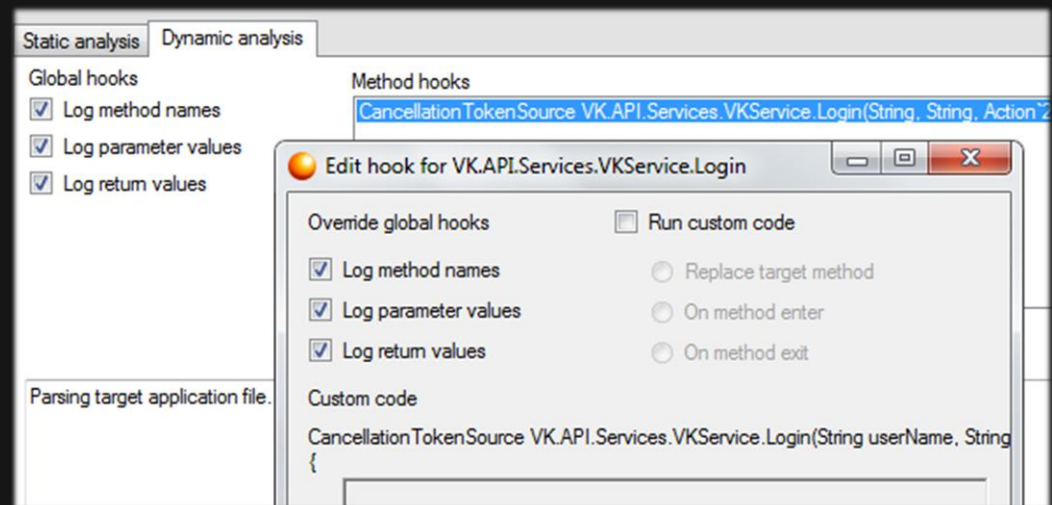 Static analysis
Dynamic analysis
Global hooks
Log method names
Log parameter values
Log return values
Method hooks
CancellationTokenSource VK.API.Services.VKService.Login(String, String, Action`2
Edit hook for VK.API.Services.VKService.Login
Override global hooks
Run custom code
Log method names
Replace target method
Log parameter values
On method enter
Log return values
On method exit
Parsing target application file.
Custom code
CancellationTokenSource VK.API.Services.VKService.Login(String userName, String
{